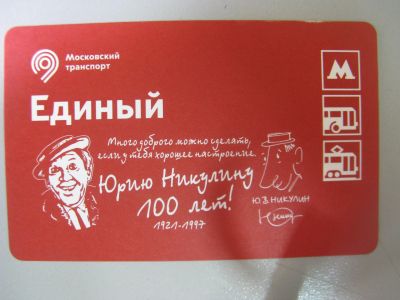 Московский
транспорт
М
Единый
Много доброго можно сделать,
если у тебя хорошее настроение.
Юрию Никулину
100 лет!
1921-1997
Ю.В.НИКУЛИН